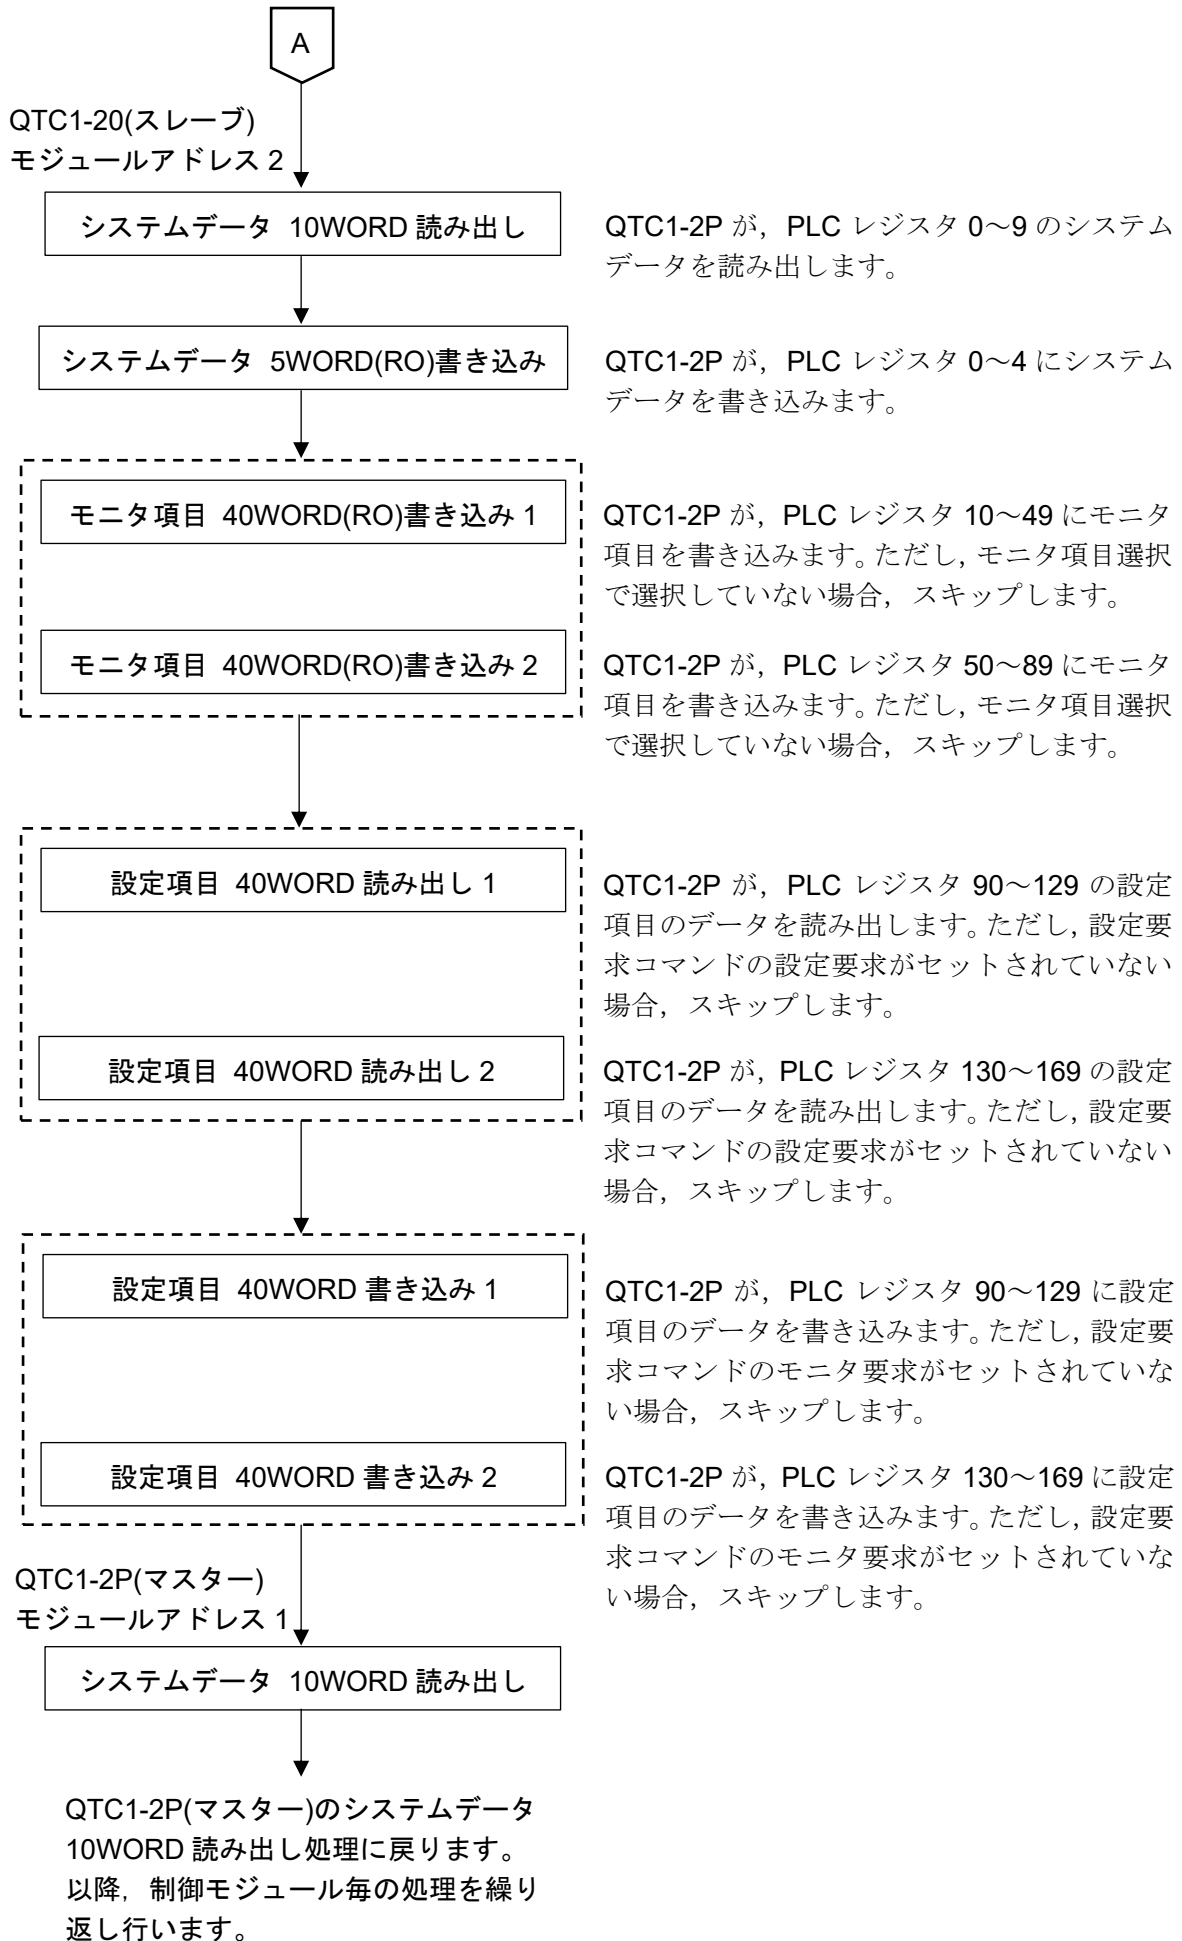 A
QTC1-20(スレーブ)
モジュールアドレス 2
システムデータ 10WORD 読み出し
QTC1-2P が，PLC レジスタ 0～9 のシステム
データを読み出します。
システムデータ 5WORD(RO)書き込み
QTC1-2P が，PLC レジスタ 0～4 にシステム
データを書き込みます。
モニタ項目 40WORD(RO)書き込み 1
QTC1-2P が，PLC レジスタ 10～49 にモニタ
項目を書き込みます。ただし，モニタ項目選択
で選択していない場合，スキップします。
モニタ項目 40WORD(RO)書き込み 2
QTC1-2P が，PLC レジスタ 50～89 にモニタ
項目を書き込みます。ただし，モニタ項目選択
で選択していない場合，スキップします。
設定項目 40WORD 読み出し 1
QTC1-2P が，PLC レジスタ 90～129 の設定
項目のデータを読み出します。ただし，設定要
求コマンドの設定要求がセットされていない
場合，スキップします。
設定項目 40WORD 読み出し 2
QTC1-2P が，PLC レジスタ 130～169 の設定
項目のデータを読み出します。ただし，設定要
求コマンドの設定要求がセットされていない
場合，スキップします。
設定項目 40WORD 書き込み 1
QTC1-2P が，PLC レジスタ 90～129 に設定
項目のデータを書き込みます。ただし，設定要
求コマンドのモニタ要求がセットされていな
い場合，スキップします。
設定項目 40WORD 書き込み 2
QTC1-2P が，PLC レジスタ 130～169 に設定
項目のデータを書き込みます。ただし，設定要
求コマンドのモニタ要求がセットされていな
い場合，スキップします。
QTC1-2P(マスター)
モジュールアドレス 1
システムデータ 10WORD 読み出し
QTC1-2P(マスター)のシステムデータ
10WORD 読み出し処理に戻ります。
以降，制御モジュール毎の処理を繰り
返し行います。